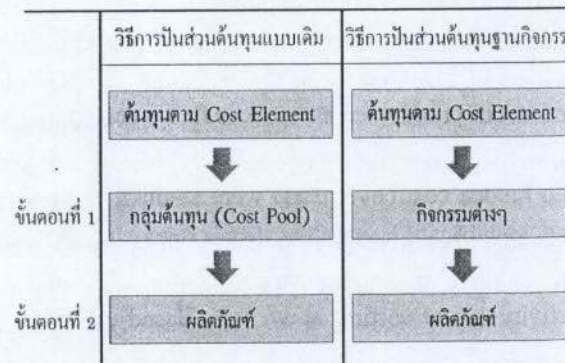 วิธีการปันส่วนต้นทุนแบบเดิม วิธีการปันส่วนต้นทุนฐานกิจกรร
ต้นทุนตาม Cost Element ต้นทุนตาม Cost Element
ขั้นตอนที่ 1 กลุ่มต้นทุน (Cost Pool) กิจกรรมต่างๆ
ขั้นตอนที่ 2 ผลิตภัณฑ์ ผลิตภัณฑ์